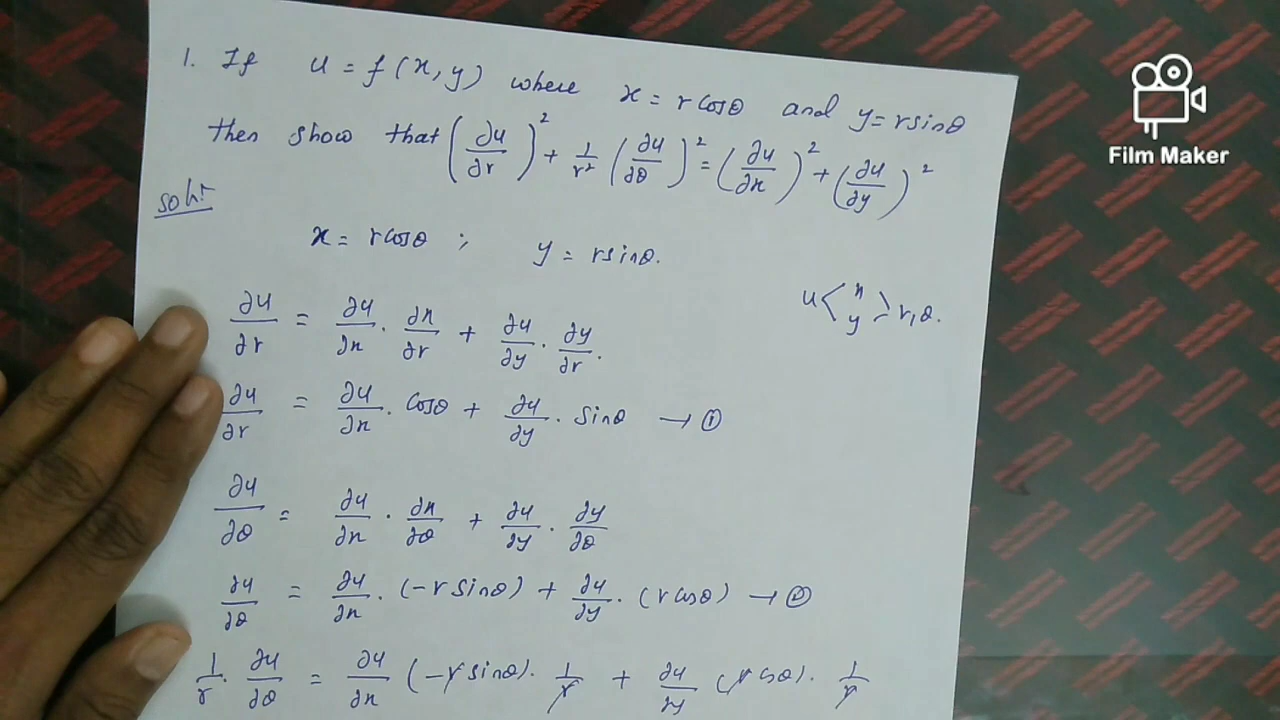 1. If u = f(x, y) where x = r cosθ and y = r sinθ
then show that (∂u/∂r)² + 1/r² (∂u/∂θ)² = (∂u/∂x)² + (∂u/∂y)²
soln:
x = r cosθ ; y = r sinθ.
u < x y > r, θ.
∂u/∂r = ∂u/∂x · ∂x/∂r + ∂u/∂y · ∂y/∂r.
∂u/∂r = ∂u/∂x · cosθ + ∂u/∂y · sinθ → ①
∂u/∂θ = ∂u/∂x · ∂x/∂θ + ∂u/∂y · ∂y/∂θ
∂u/∂θ = ∂u/∂x · (-r sinθ) + ∂u/∂y · (r cosθ) → ②
1/r · ∂u/∂θ = ∂u/∂x (-r sinθ) · 1/r + ∂u/∂y (r cosθ) · 1/r
Film Maker